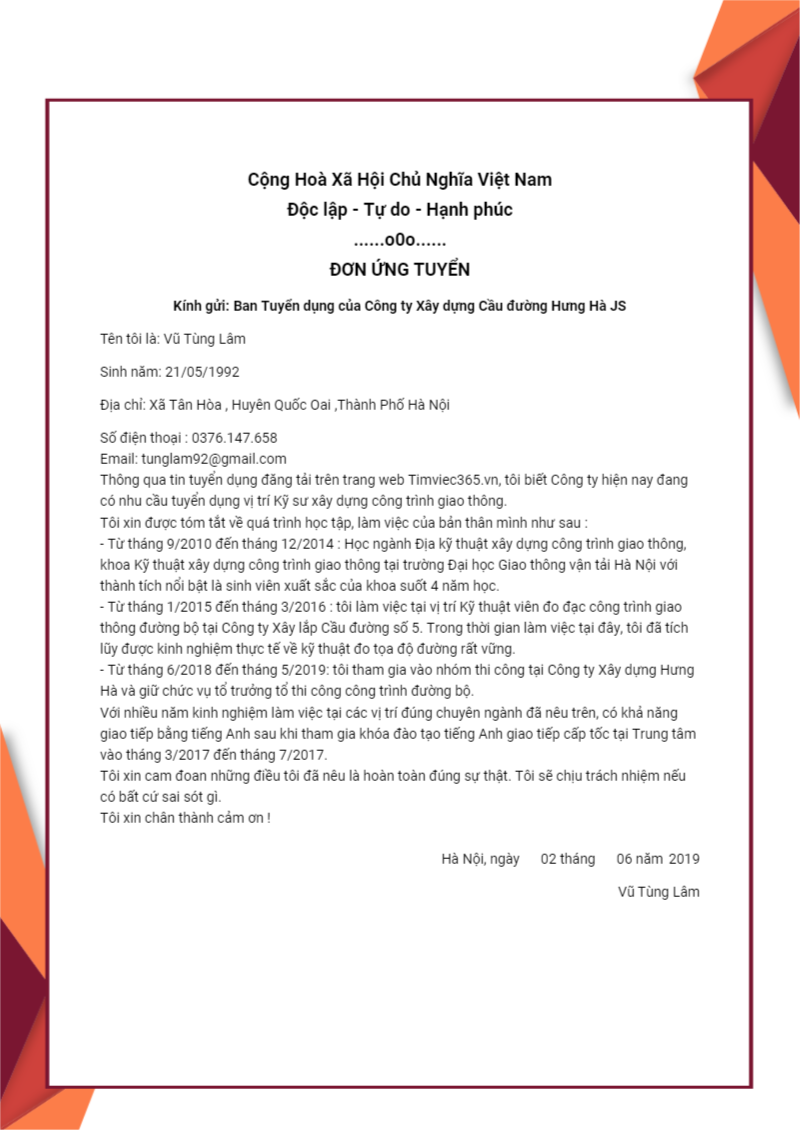 Cộng Hoà Xã Hội Chủ Nghĩa Việt Nam
Độc lập - Tự do - Hạnh phúc
......o0o......
ĐƠN ỨNG TUYỂN
Kính gửi: Ban Tuyển dụng của Công ty Xây dựng Cầu đường Hưng Hà JS
Tên tôi là: Vũ Tùng Lâm
Sinh năm: 21/05/1992
Địa chỉ: Xã Tân Hòa , Huyên Quốc Oai ,Thành Phố Hà Nội
Số điện thoại : 0376.147.658
Email: tunglam92@gmail.com
Thông qua tin tuyển dụng đăng tải trên trang web Timviec365.vn, tôi biết Công ty hiện nay đang
có nhu cầu tuyển dụng vị trí Kỹ sư xây dựng công trình giao thông.
Tôi xin được tóm tắt về quá trình học tập, làm việc của bản thân mình như sau :
- Từ tháng 9/2010 đến tháng 12/2014 : Học ngành Địa kỹ thuật xây dựng công trình giao thông,
khoa Kỹ thuật xây dựng công trình giao thông tại trường Đại học Giao thông vận tải Hà Nội với
thành tích nổi bật là sinh viên xuất sắc của khoa suốt 4 năm học.
- Từ tháng 1/2015 đến tháng 3/2016 : tôi làm việc tại vị trí Kỹ thuật viên đo đạc công trình giao
thông đường bộ tại Công ty Xây lắp Cầu đường số 5. Trong thời gian làm việc tại đây, tôi đã tích
lũy được kinh nghiệm thực tế về kỹ thuật đo tọa độ đường rất vững.
- Từ tháng 6/2018 đến tháng 5/2019: tôi tham gia vào nhóm thi công tại Công ty Xây dựng Hưng
Hà và giữ chức vụ tổ trưởng tổ thi công công trình đường bộ.
Với nhiều năm kinh nghiệm làm việc tại các vị trí đúng chuyên ngành đã nêu trên, có khả năng
giao tiếp bằng tiếng Anh sau khi tham gia khóa đào tạo tiếng Anh giao tiếp cấp tốc tại Trung tâm
vào tháng 3/2017 đến tháng 7/2017.
Tôi xin cam đoan những điều tôi đã nêu là hoàn toàn đúng sự thật. Tôi sẽ chịu trách nhiệm nếu
có bất cứ sai sót gì.
Tôi xin chân thành cảm ơn !
Hà Nội, ngày 02 tháng 06 năm 2019
Vũ Tùng Lâm